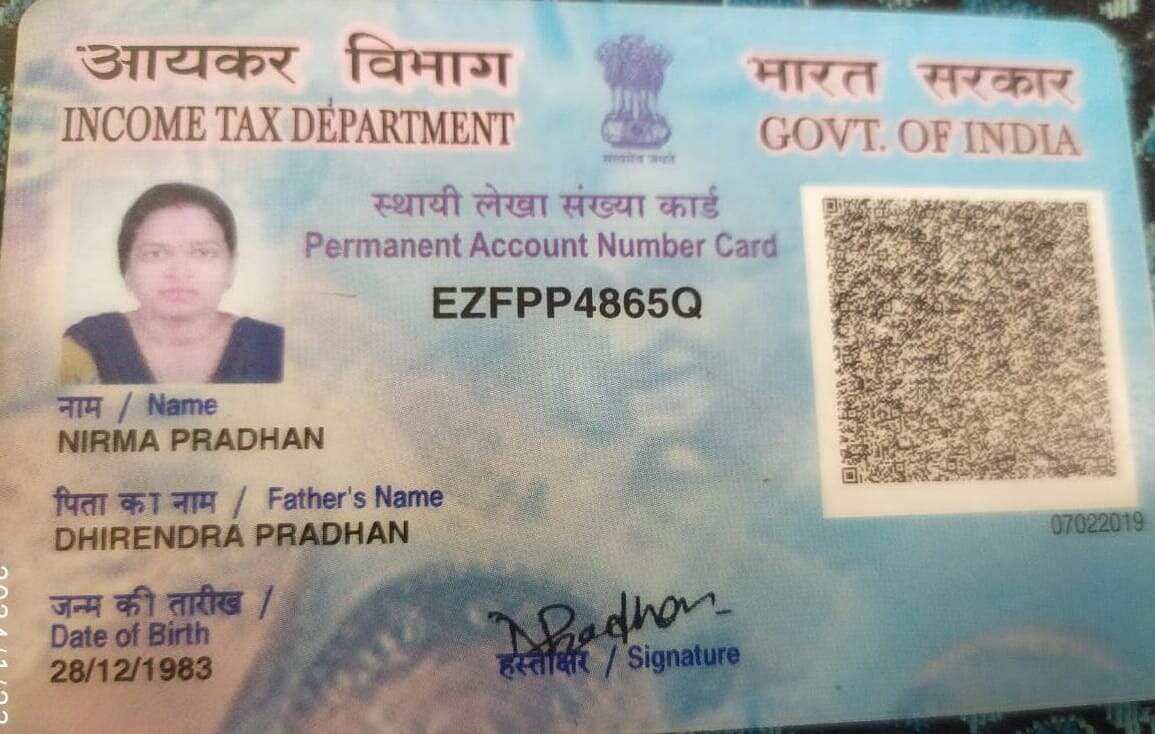 आयकर विभाग
INCOME TAX DEPARTMENT
भारत सरकार
GOVT. OF INDIA
सत्यमेव जयते
स्थायी लेखा संख्या कार्ड
Permanent Account Number Card
EZFPP4865Q
नाम / Name
NIRMA PRADHAN
पिता का नाम / Father's Name
DHIRENDRA PRADHAN
07022019
जन्म की तारीख /
Date of Birth
28/12/1983
NPradhan
हस्ताक्षर / Signature